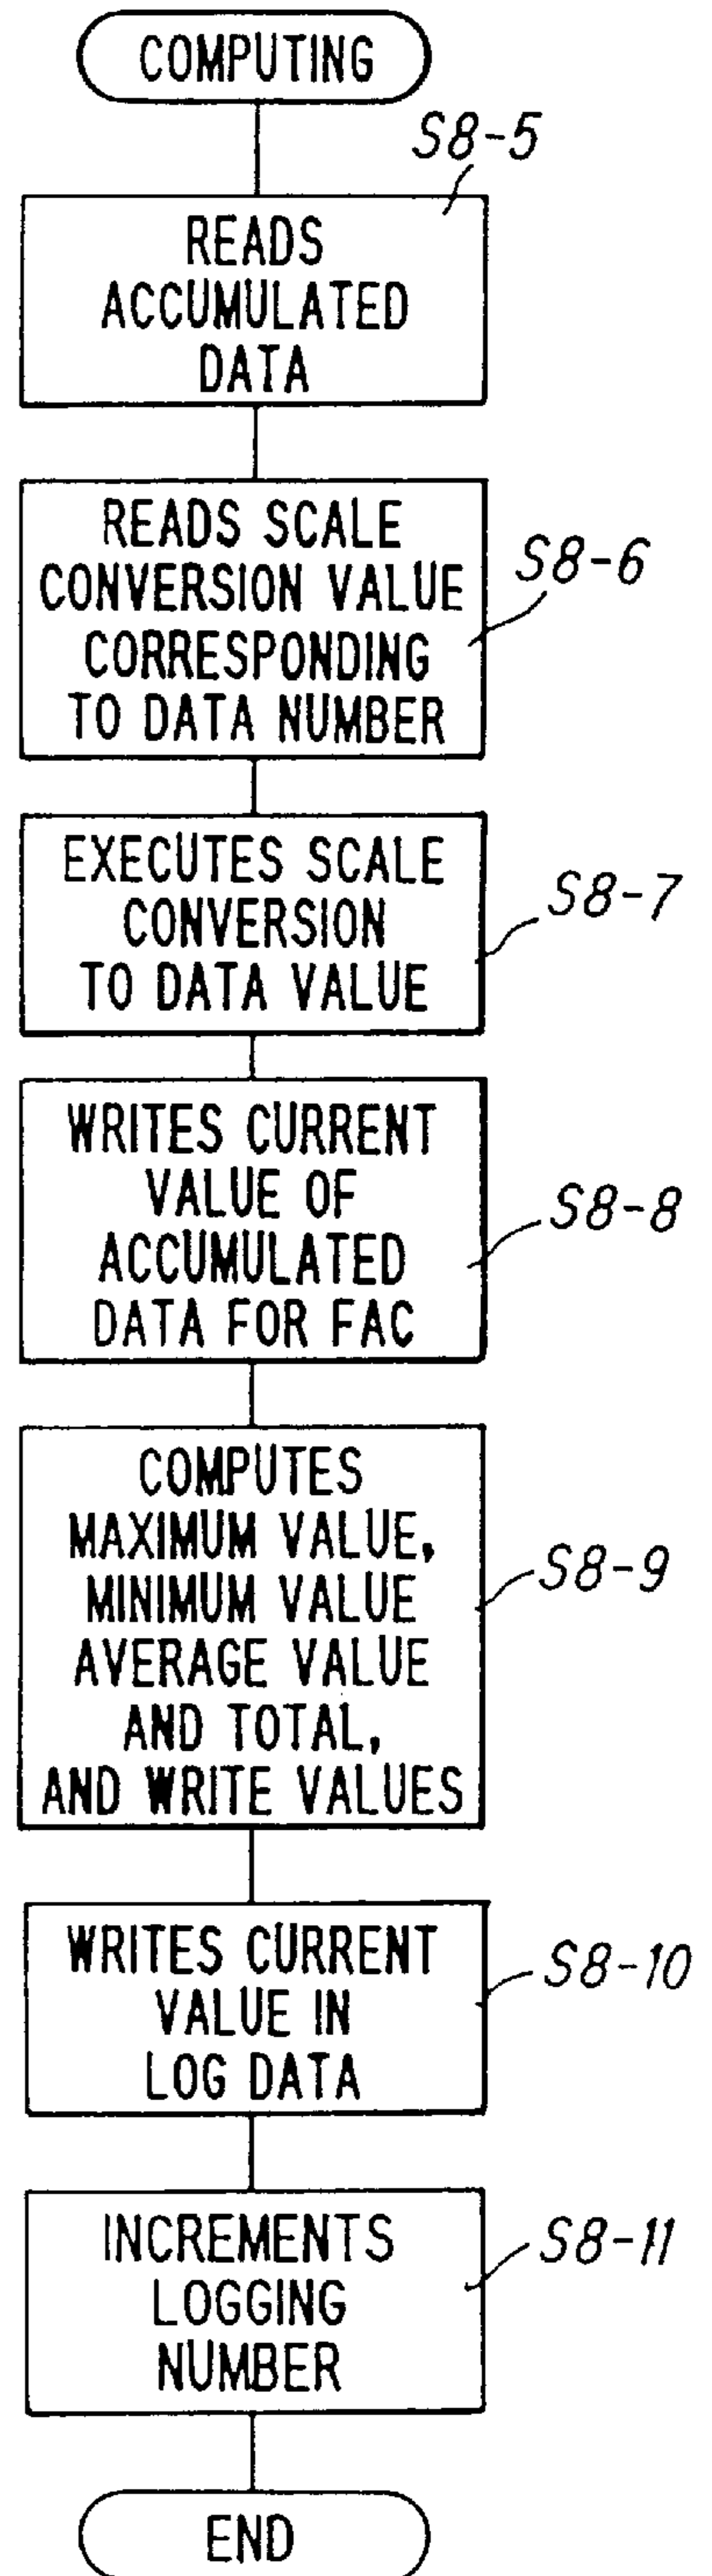 COMPUTING
S8-5
READS
ACCUMULATED
DATA
READS SCALE
CONVERSION VALUE
CORRESPONDING
TO DATA NUMBER
S8-6
EXECUTES SCALE
CONVERSION
TO DATA VALUE
S8-7
WRITES CURRENT
VALUE OF
ACCUMULATED
DATA FOR FAC
S8-8
COMPUTES
MAXIMUM VALUE,
MINIMUM VALUE
AVERAGE VALUE
AND TOTAL,
AND WRITE VALUES
S8-9
WRITES CURRENT
VALUE IN
LOG DATA
S8-10
INCREMENTS
LOGGING
NUMBER
S8-11
END